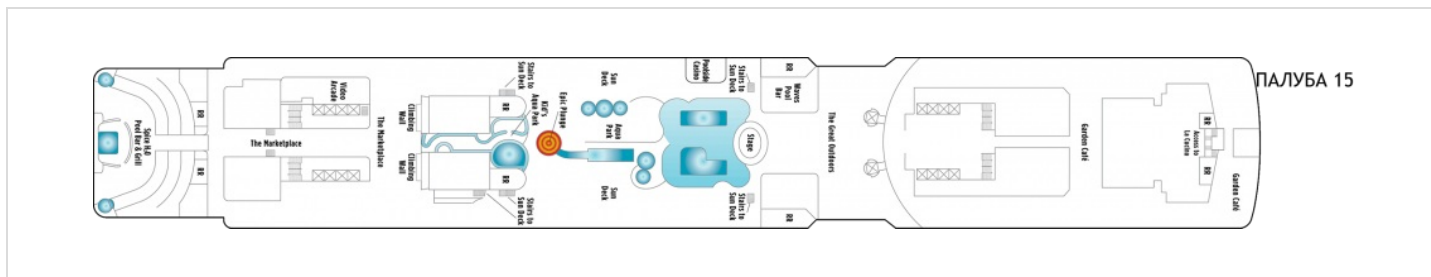 Spice H2O
Pool Bar & Grill
RR
RR
Video
Arcade
The Marketplace
The Marketplace
Climbing
Wall
Climbing
Wall
Stairs to
Sun Deck
RR
Kid's
Aqua Park
Epic Plunge
RR
Stairs to
Sun Deck
Sun
Deck
Aqua
Park
Sun
Deck
Poolside
Casino
Stairs to
Sun Deck
Stage
Stairs to
Sun Deck
RR
Waves
Pool
Bar
RR
The Great Outdoors
Garden Café
RR
Access to
La Cucina
RR
Garden Café
ПАЛУБА 15